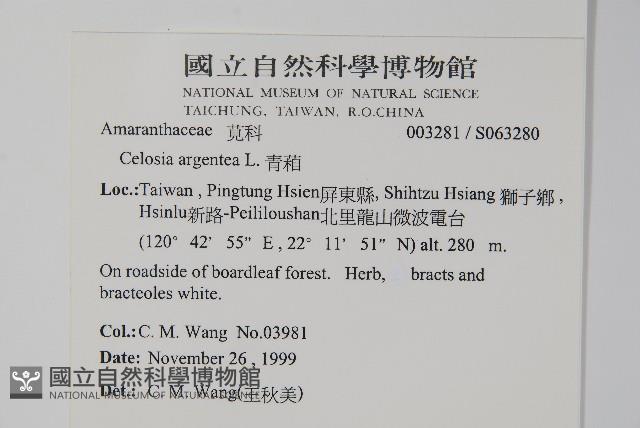 國立自然科學博物館
NATIONAL MUSEUM OF NATURAL SCIENCE
TAICHUNG, TAIWAN, R.O.CHINA
Amaranthaceae 莧科 003281 / S063280
Celosia argentea L. 青葙
Loc.:Taiwan , Pingtung Hsien屏東縣, Shihtzu Hsiang 獅子鄉 ,
Hsinlu新路-Peililoushan北里龍山微波電台
(120° 42' 55" E , 22° 11' 51" N) alt. 280 m.
On roadside of boardleaf forest. Herb, bracts and
bracteoles white.
Col.:C. M. Wang No.03981
Date: November 26 , 1999
Det.: C. M. Wang(王秋美)
國立自然科學博物館
NATIONAL MUSEUM OF NATURAL SCIENCE